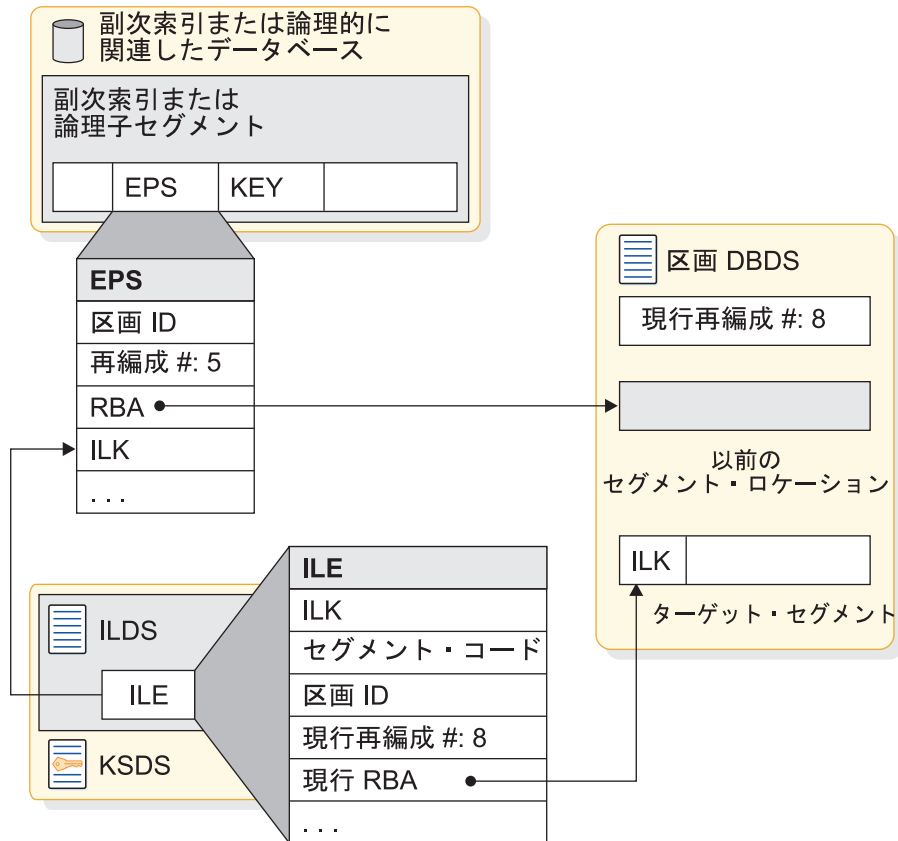 副次索引または論理的に
関連したデータベース
副次索引または
論理子セグメント
EPS KEY
EPS
区画 ID
再編成 #: 5
RBA
ILK
. . .
区画 DBDS
現行再編成 #: 8
以前の
セグメント・ロケーション
ILK
ターゲット・セグメント
ILDS
ILE
KSDS
ILE
ILK
セグメント・コード
区画 ID
現行再編成 #: 8
現行 RBA
. . .